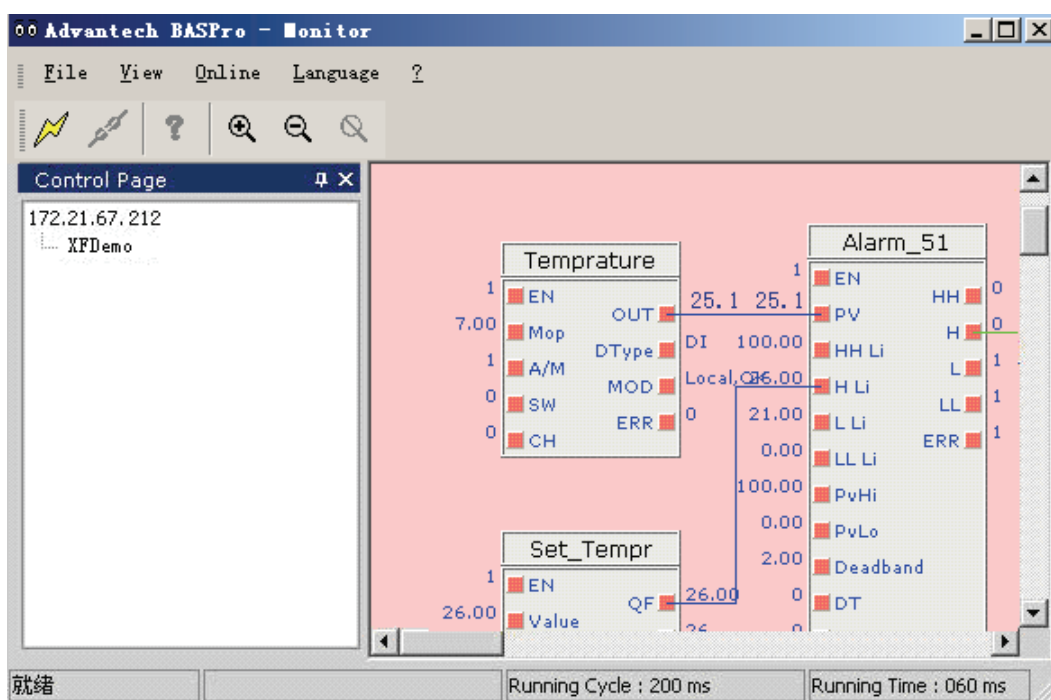 Advantech BASPro - Monitor
File View Online Language ?
Control Page
172.21.67.212
XFDemo
Temprature
1 EN
7.00 Mop
1 A/M
0 SW
0 CH
OUT 25.1
DType DI
MOD Local,OK
ERR 0
Alarm_51
1 EN
25.1 PV
100.00 HH Li
26.00 H Li
21.00 L Li
0.00 LL Li
100.00 PvHi
0.00 PvLo
2.00 Deadband
0 DT
0
HH 0
H 0
L 1
LL 1
ERR 1
Set_Tempr
1 EN
26.00 Value
QF 26.00
26
就绪
Running Cycle : 200 ms
Running Time : 060 ms